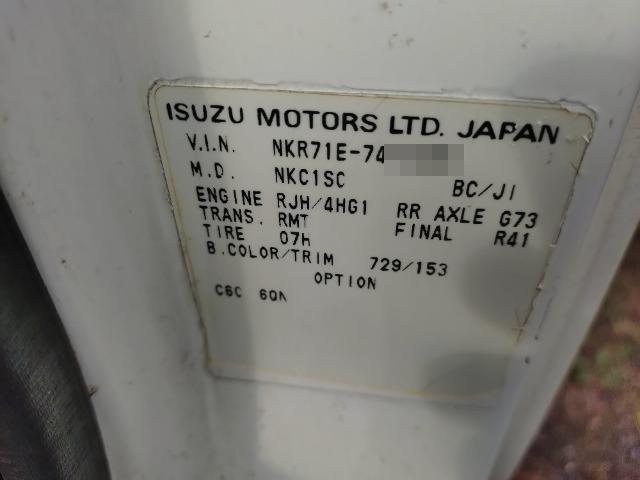 ISUZU MOTORS LTD. JAPAN
V.I.N. NKR71E-74
M.D. NKC1SC BC/JI
ENGINE RJH/4HG1 RR AXLE G73
TRANS. RMT FINAL R41
TIRE 07H
B.COLOR/TRIM 729/153
OPTION
C6C 6QA